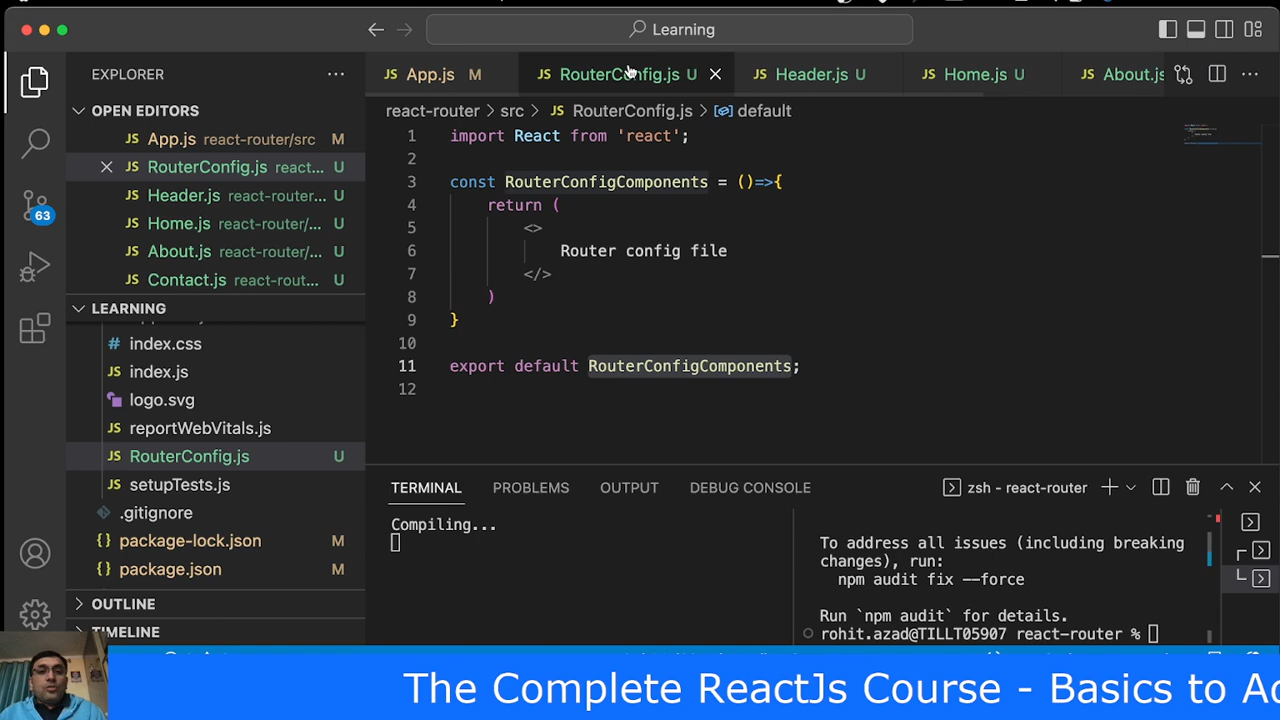 Learning
EXPLORER
OPEN EDITORS
JS App.js react-router/src M
JS RouterConfig.js react... U
JS Header.js react-router... U
JS Home.js react-router/... U
JS About.js react-router/... U
JS Contact.js react-rout... U
LEARNING
index.css
JS index.js
logo.svg
JS reportWebVitals.js
JS RouterConfig.js U
JS setupTests.js
.gitignore
{} package-lock.json M
{} package.json M
OUTLINE
TIMELINE
63
JS App.js M
JS RouterConfig.js U
JS Header.js U
JS Home.js U
JS About.js
react-router > src > JS RouterConfig.js > default
1 import React from 'react';
2
3 const RouterConfigComponents = ()=>{
4 return (
5 <>
6 Router config file
7 </>
8 )
9 }
10
11 export default RouterConfigComponents;
12
TERMINAL PROBLEMS OUTPUT DEBUG CONSOLE
zsh - react-router
Compiling...
To address all issues (including breaking
changes), run:
npm audit fix --force
Run `npm audit` for details.
rohit.azad@TILLT05907 react-router %
The Complete ReactJs Course - Basics to Ad